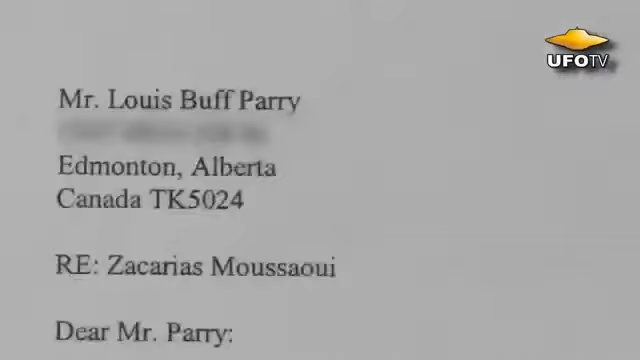 UFOTV
Mr. Louis Buff Parry
Edmonton, Alberta
Canada TK5024
RE: Zacarias Moussaoui
Dear Mr. Parry: